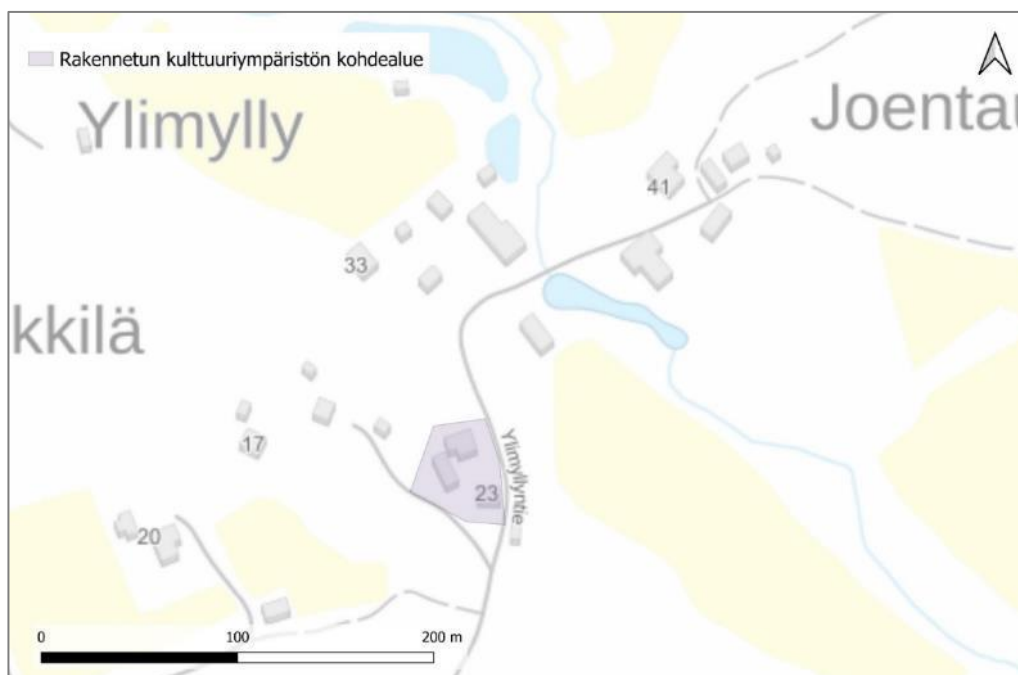 Rakennetun kulttuuriympäristön kohdealue
Ylimylly
Joentau
41
33
kkilä
17
Ylimyllyntie
23
20
0 100 200 m